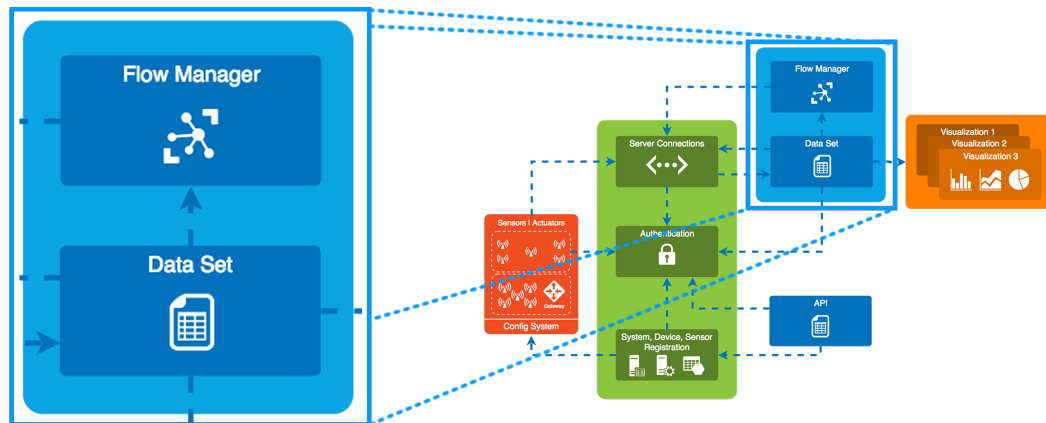 Flow Manager
Data Set
Flow Manager
Data Set
Server Connections
Authentication
System, Device, Sensor
Registration
Sensors | Actuators
Gateway
Config System
API
Visualization 1
Visualization 2
Visualization 3